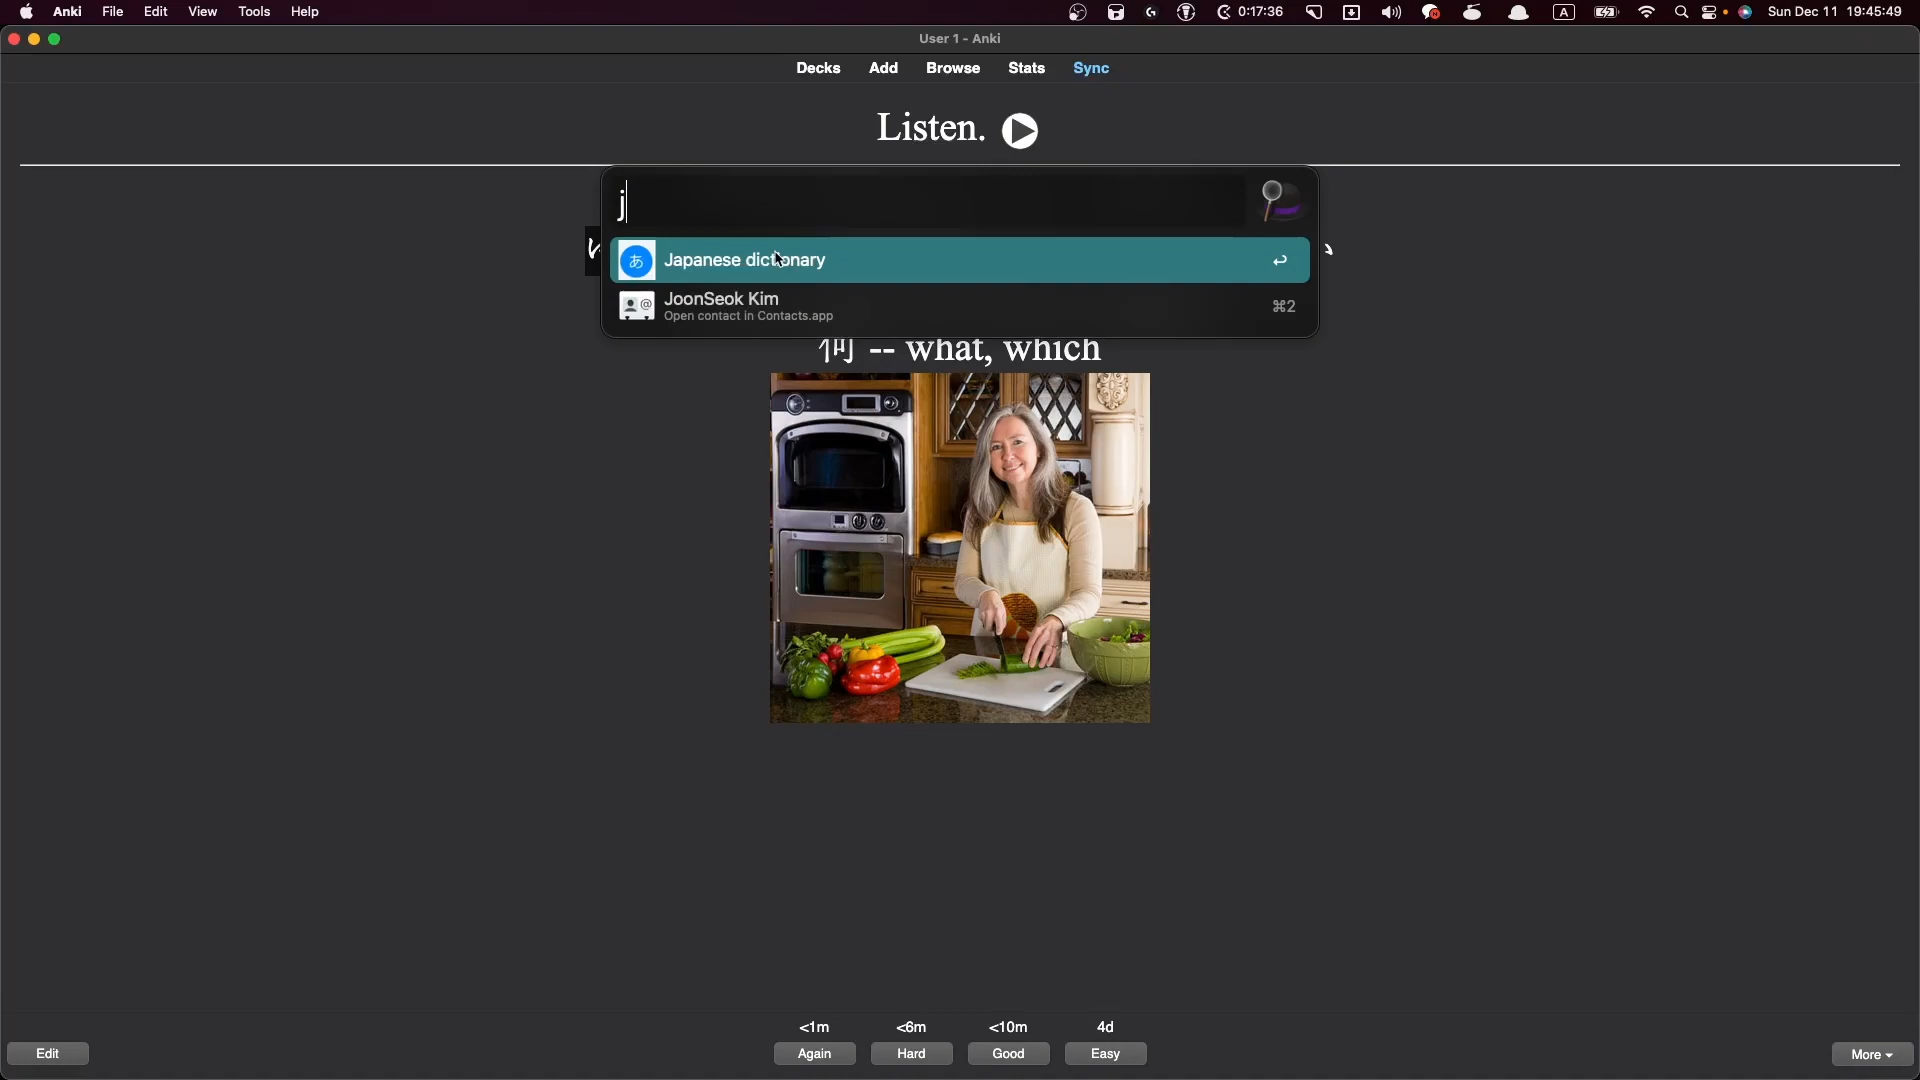 Anki File Edit View Tools Help 0:17:36 A Sun Dec 11 19:45:49
User 1 - Anki
Decks Add Browse Stats Sync
Listen.
j
あ Japanese dictionary
JoonSeok Kim ⌘2
Open contact in Contacts.app
何 -- what, which
<1m <6m <10m 4d
Edit Again Hard Good Easy More